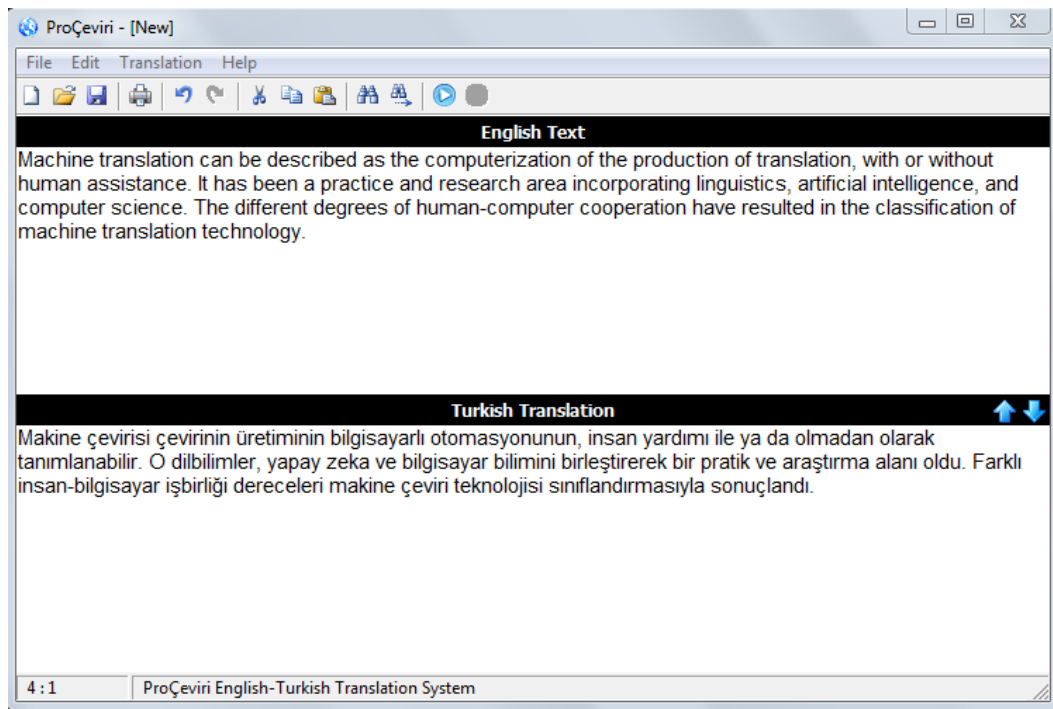 ProÇeviri - [New]
File Edit Translation Help
English Text
Machine translation can be described as the computerization of the production of translation, with or without
human assistance. It has been a practice and research area incorporating linguistics, artificial intelligence, and
computer science. The different degrees of human-computer cooperation have resulted in the classification of
machine translation technology.
Turkish Translation
Makine çevirisi çevirinin üretiminin bilgisayarlı otomasyonunun, insan yardımı ile ya da olmadan olarak
tanımlanabilir. O dilbilimler, yapay zeka ve bilgisayar bilimini birleştirerek bir pratik ve araştırma alanı oldu. Farklı
insan-bilgisayar işbirliği dereceleri makine çeviri teknolojisi sınıflandırmasıyla sonuçlandı.
4 : 1 ProÇeviri English-Turkish Translation System